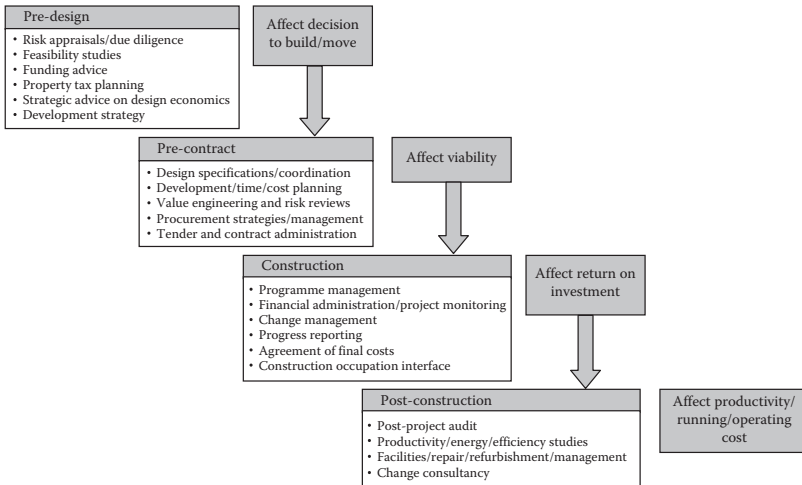 Pre-design
• Risk appraisals/due diligence
• Feasibility studies
• Funding advice
• Property tax planning
• Strategic advice on design economics
• Development strategy
Affect decision
to build/move
Pre-contract
• Design specifications/coordination
• Development/time/cost planning
• Value engineering and risk reviews
• Procurement strategies/management
• Tender and contract administration
Affect viability
Construction
• Programme management
• Financial administration/project monitoring
• Change management
• Progress reporting
• Agreement of final costs
• Construction occupation interface
Affect return on
investment
Post-construction
• Post-project audit
• Productivity/energy/efficiency studies
• Facilities/repair/refurbishment/management
• Change consultancy
Affect productivity/
running/operating
cost